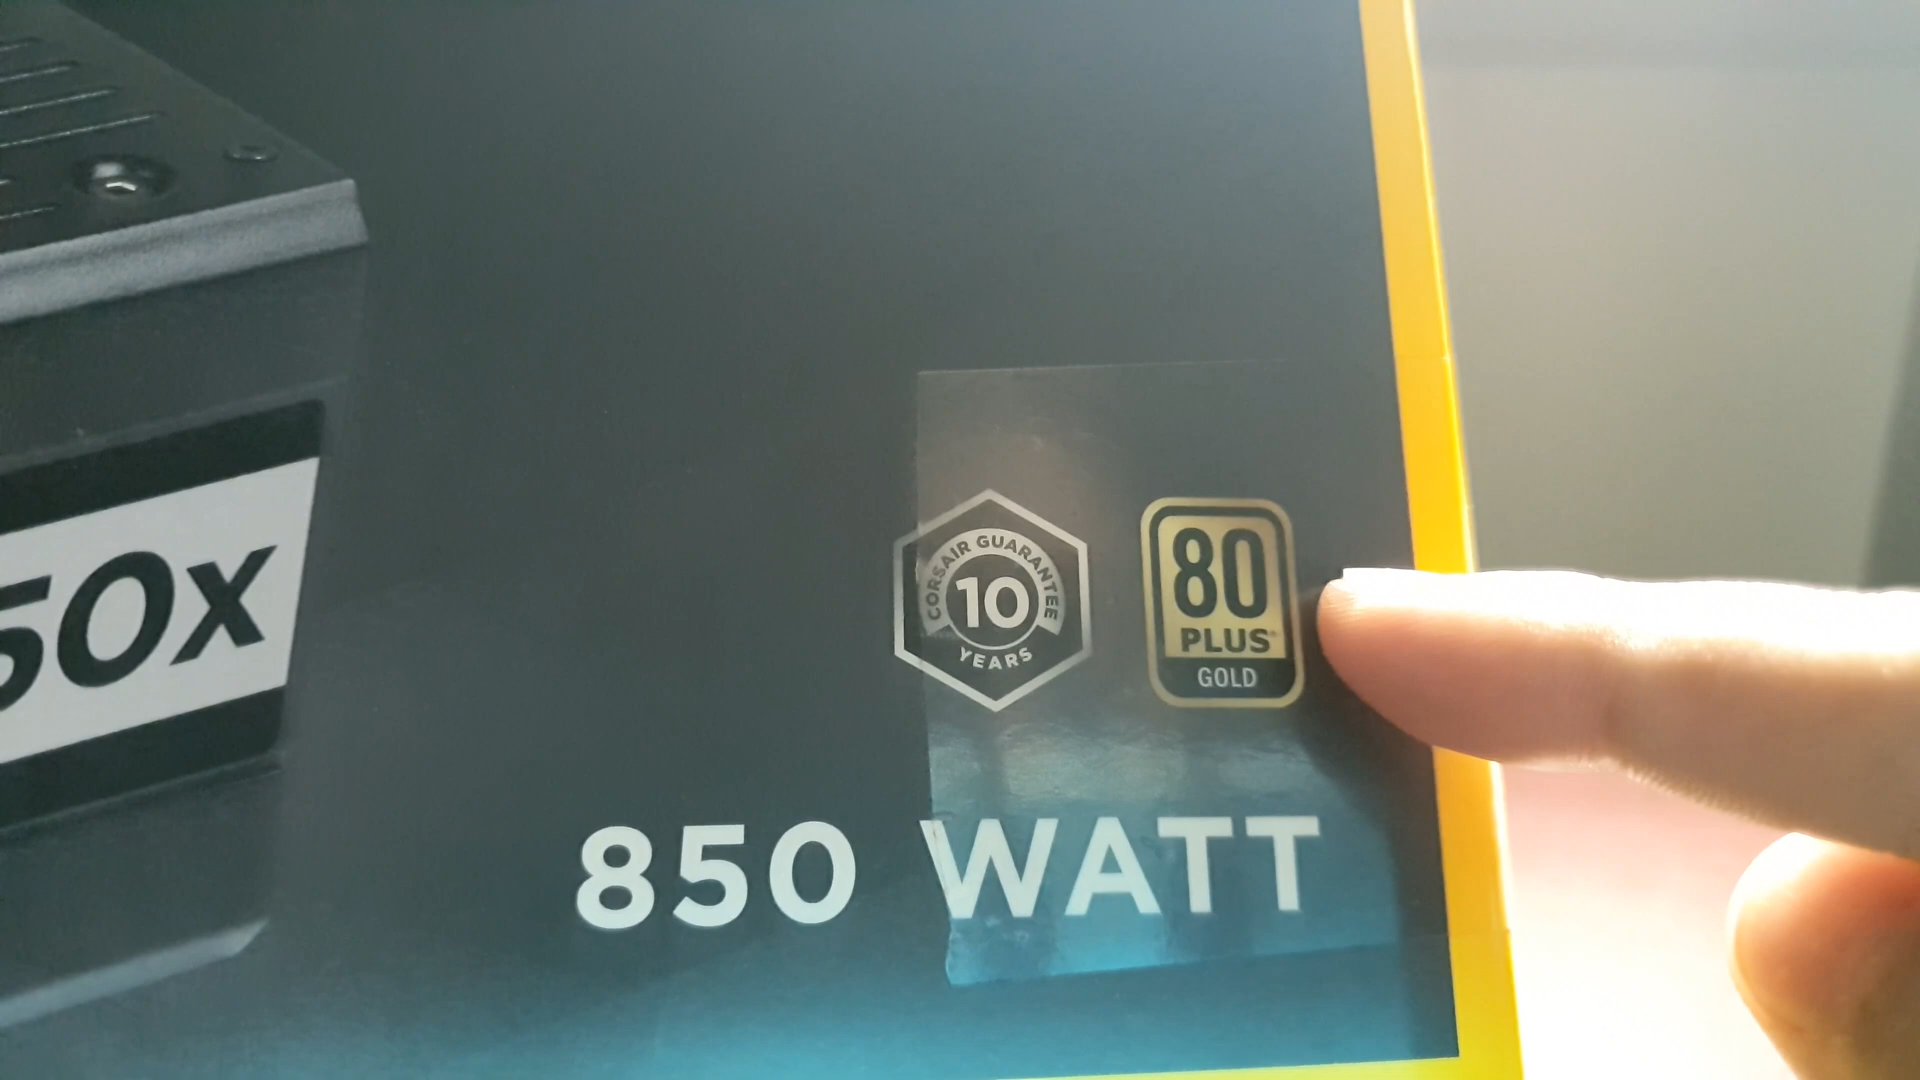 50x
CORSAIR GUARANTEE
10
YEARS
80
PLUS
GOLD
850 WATT